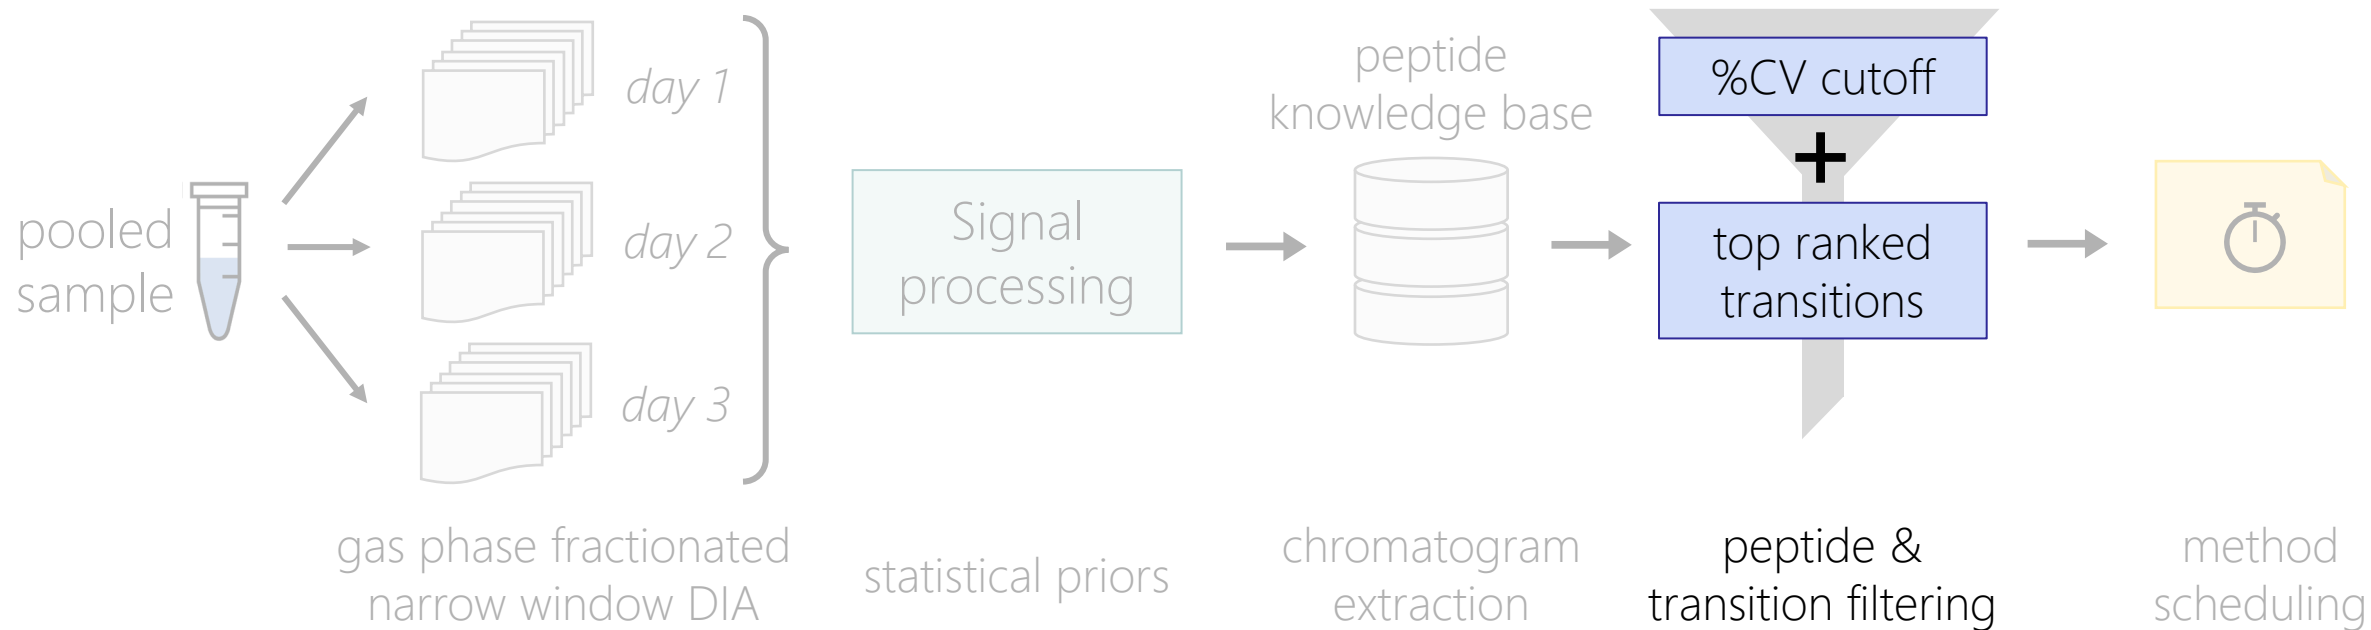 pooled
sample
day 1
day 2
day 3
gas phase fractionated
narrow window DIA
Signal
processing
statistical priors
peptide
knowledge base
chromatogram
extraction
%CV cutoff
+
top ranked
transitions
peptide &
transition filtering
method
scheduling